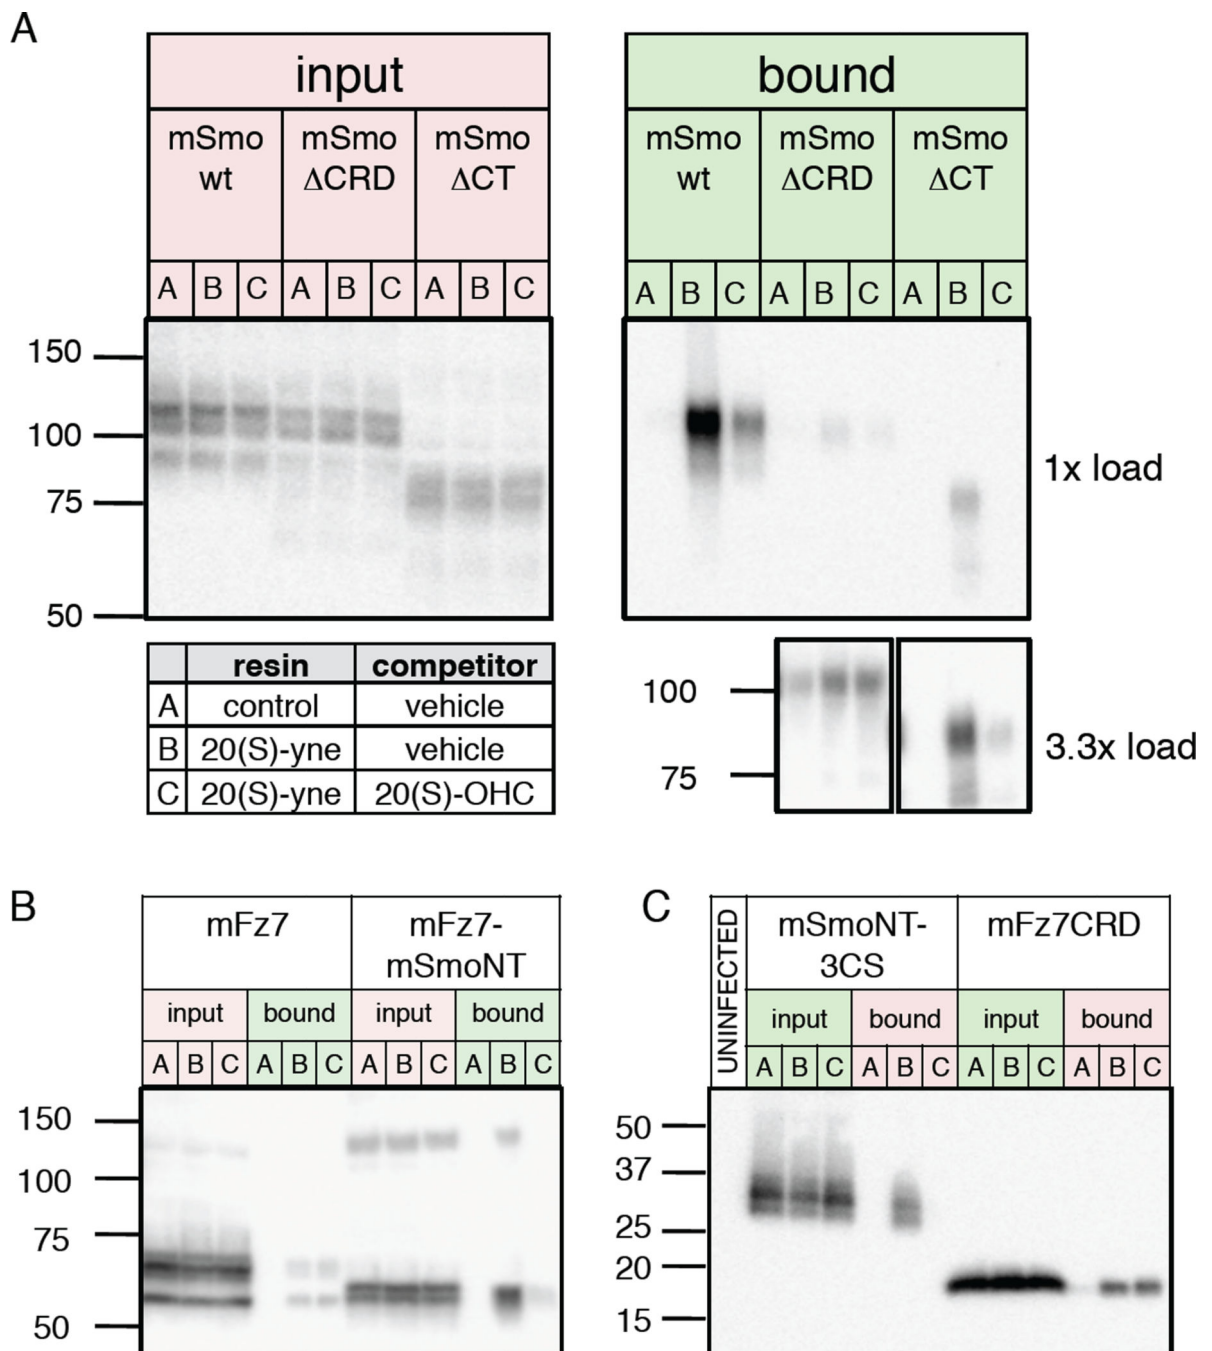 A
input
bound
mSmo wt
mSmo ΔCRD
mSmo ΔCT
mSmo wt
mSmo ΔCRD
mSmo ΔCT
A B C A B C A B C
A B C A B C A B C
150
100
75
50
1x load
resin competitor
A control vehicle
B 20(S)-yne vehicle
C 20(S)-yne 20(S)-OHC
100
75
3.3x load
B
mFz7
mFz7-
mSmoNT
input bound input bound
A B C A B C A B C A B C
150
100
75
50
C
UNINFECTED
mSmoNT-
3CS
mFz7CRD
input bound input bound
A B C A B C A B C A B C
50
37
25
20
15